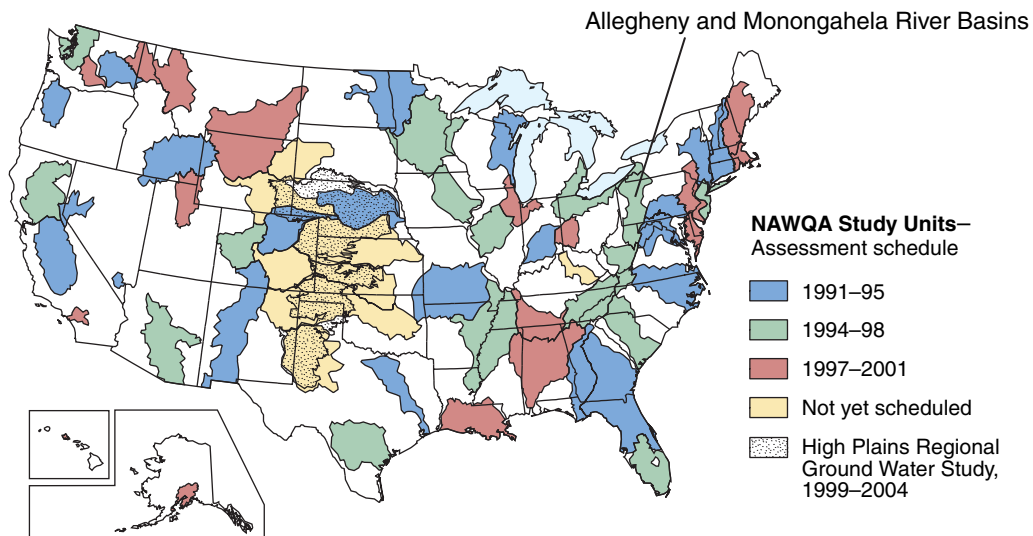 Allegheny and Monongahela River Basins
NAWQA Study Units–
Assessment schedule
1991–95
1994–98
1997–2001
Not yet scheduled
High Plains Regional
Ground Water Study,
1999–2004